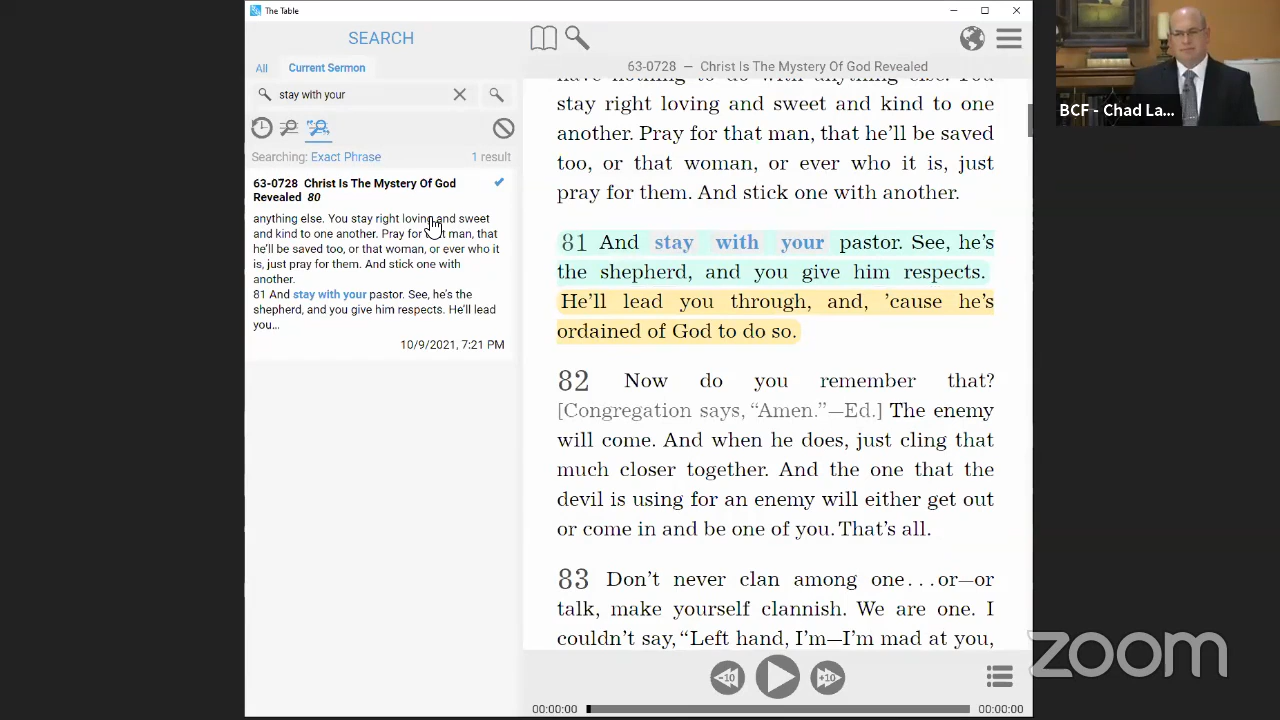 The Table
SEARCH
All
Current Sermon
stay with your
Searching: Exact Phrase
1 result
63-0728 Christ Is The Mystery Of God
Revealed 80
anything else. You stay right loving and sweet
and kind to one another. Pray for that man, that
he'll be saved too, or that woman, or ever who it
is, just pray for them. And stick one with
another.
81 And stay with your pastor. See, he's the
shepherd, and you give him respects. He'll lead
you...
10/9/2021, 7:21 PM
63-0728 — Christ Is The Mystery Of God Revealed
have nothing to do with anything else. You
stay right loving and sweet and kind to one
another. Pray for that man, that he’ll be saved
too, or that woman, or ever who it is, just
pray for them. And stick one with another.
81 And stay with your pastor. See, he’s
the shepherd, and you give him respects.
He’ll lead you through, and, ’cause he’s
ordained of God to do so.
82 Now do you remember that?
[Congregation says, “Amen.”—Ed.] The enemy
will come. And when he does, just cling that
much closer together. And the one that the
devil is using for an enemy will either get out
or come in and be one of you. That’s all.
83 Don’t never clan among one...or—or
talk, make yourself clannish. We are one. I
couldn’t say, “Left hand, I’m—I’m mad at you,
-10
+10
00:00:00
00:00:00
BCF - Chad La...
zoom